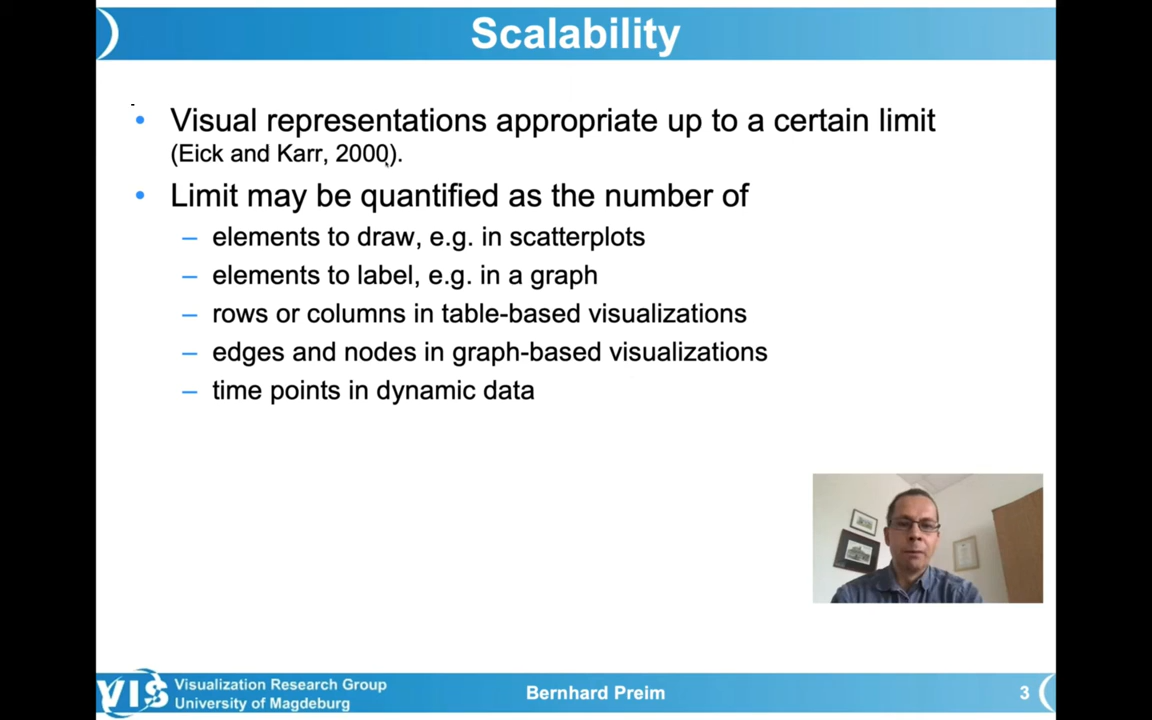 Scalability
• Visual representations appropriate up to a certain limit
(Eick and Karr, 2000).
• Limit may be quantified as the number of
– elements to draw, e.g. in scatterplots
– elements to label, e.g. in a graph
– rows or columns in table-based visualizations
– edges and nodes in graph-based visualizations
– time points in dynamic data
VIS
Visualization Research Group
University of Magdeburg
Bernhard Preim
3